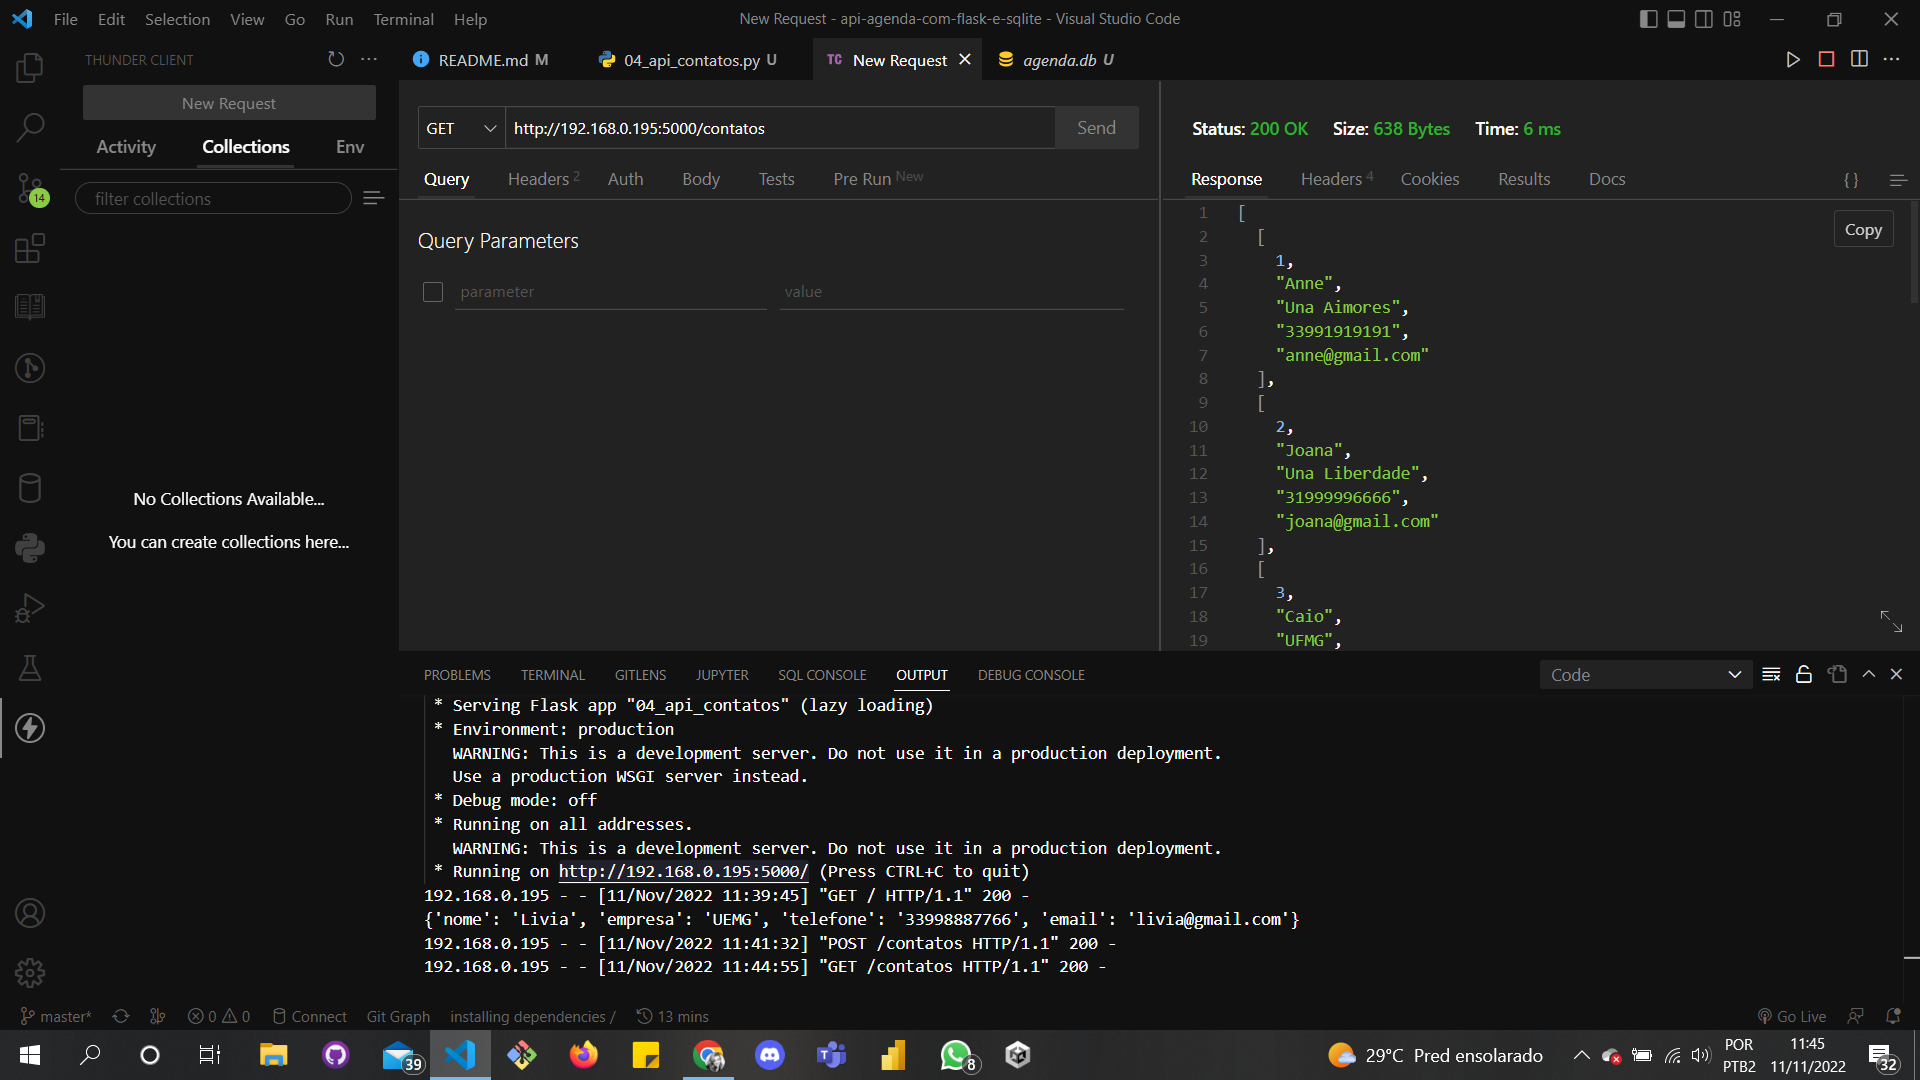 File Edit Selection View Go Run Terminal Help
New Request - api-agenda-com-flask-e-sqlite - Visual Studio Code
THUNDER CLIENT
New Request
Activity Collections Env
filter collections
No Collections Available...
You can create collections here...
14
README.md M
04_api_contatos.py U
TC New Request
agenda.db U
GET http://192.168.0.195:5000/contatos Send
Query Headers 2 Auth Body Tests Pre Run New
Query Parameters
parameter value
Status: 200 OK Size: 638 Bytes Time: 6 ms
Response Headers 4 Cookies Results Docs { }
Copy
1 [
2 [
3 1,
4 "Anne",
5 "Una Aimores",
6 "33991919191",
7 "anne@gmail.com"
8 ],
9 [
10 2,
11 "Joana",
12 "Una Liberdade",
13 "31999996666",
14 "joana@gmail.com"
15 ],
16 [
17 3,
18 "Caio",
19 "UFMG",
PROBLEMS TERMINAL GITLENS JUPYTER SQL CONSOLE OUTPUT DEBUG CONSOLE
Code
* Serving Flask app "04_api_contatos" (lazy loading)
* Environment: production
WARNING: This is a development server. Do not use it in a production deployment.
Use a production WSGI server instead.
* Debug mode: off
* Running on all addresses.
WARNING: This is a development server. Do not use it in a production deployment.
* Running on http://192.168.0.195:5000/ (Press CTRL+C to quit)
192.168.0.195 - - [11/Nov/2022 11:39:45] "GET / HTTP/1.1" 200 -
{'nome': 'Livia', 'empresa': 'UEMG', 'telefone': '33998887766', 'email': 'livia@gmail.com'}
192.168.0.195 - - [11/Nov/2022 11:41:32] "POST /contatos HTTP/1.1" 200 -
192.168.0.195 - - [11/Nov/2022 11:44:55] "GET /contatos HTTP/1.1" 200 -
master* 0 0 Connect Git Graph installing dependencies / 13 mins Go Live
39
8
29°C Pred ensolarado
POR
PTB2
11:45
11/11/2022
32